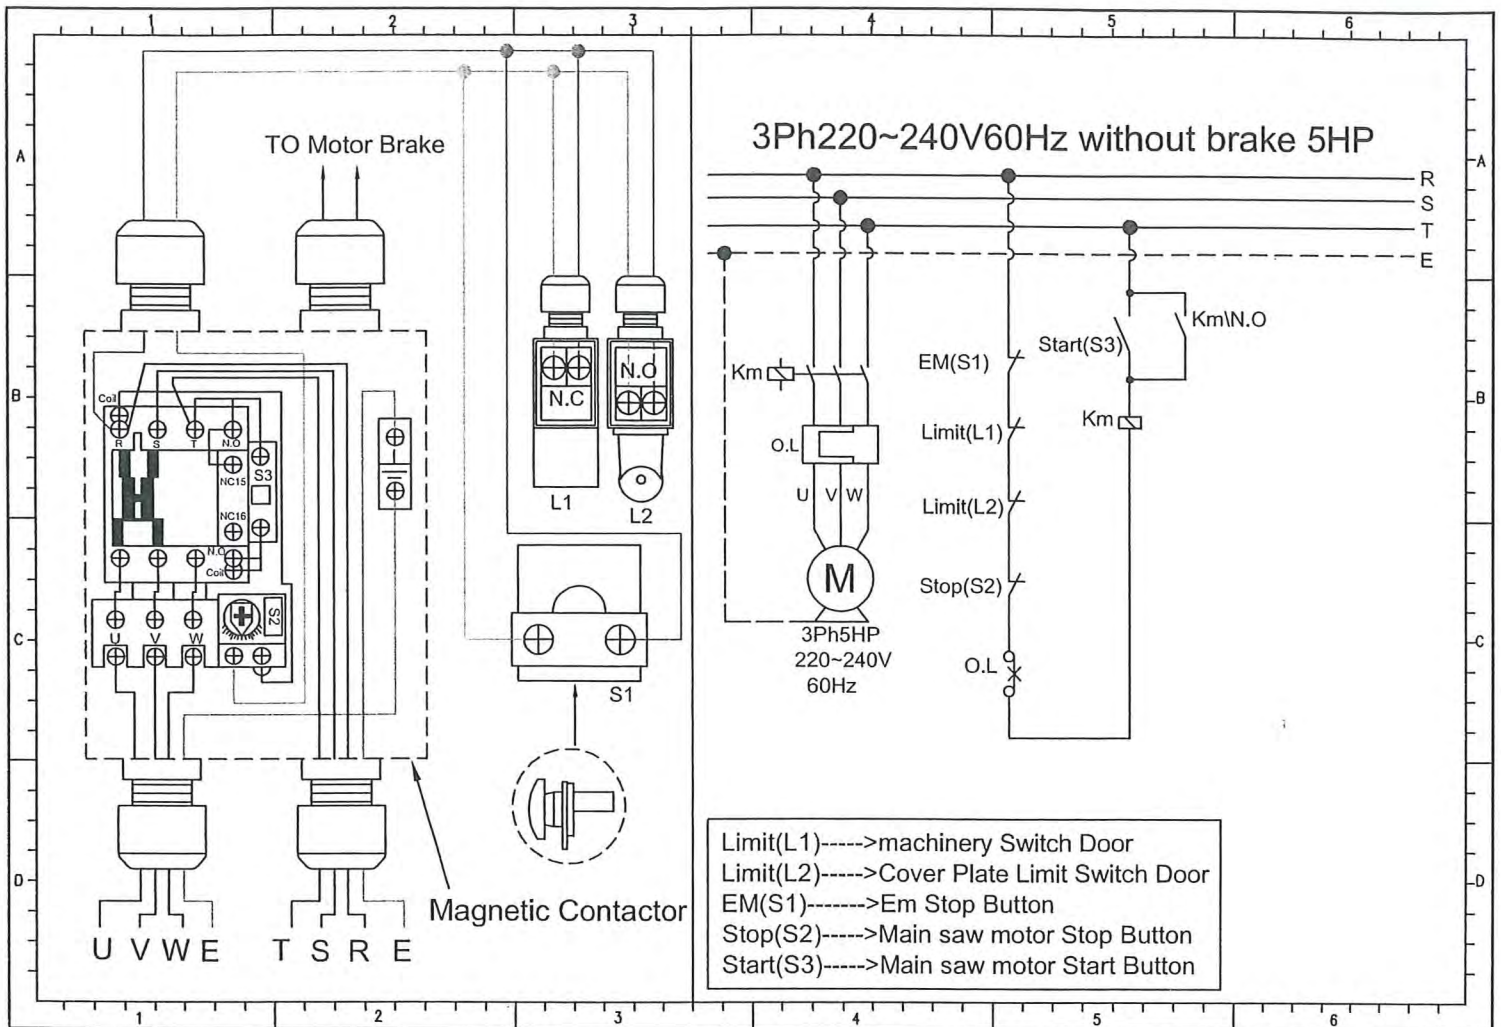 1 2 3 4 5 6
A
B
C
D
TO Motor Brake
Coil
R S T N.O
NC15
S3
NC16
N.O
Coil
S2
U V W
N.C
N.O
L1
L2
S1
Magnetic Contactor
U V W E T S R E
3Ph220~240V60Hz without brake 5HP
R
S
T
E
Km
O.L
U V W
M
3Ph5HP
220~240V
60Hz
EM(S1)
Limit(L1)
Limit(L2)
Stop(S2)
O.L
Start(S3)
Km\N.O
Km
Limit(L1)----->machinery Switch Door
Limit(L2)----->Cover Plate Limit Switch Door
EM(S1)------->Em Stop Button
Stop(S2)----->Main saw motor Stop Button
Start(S3)----->Main saw motor Start Button
A
B
C
D
1 2 3 4 5 6